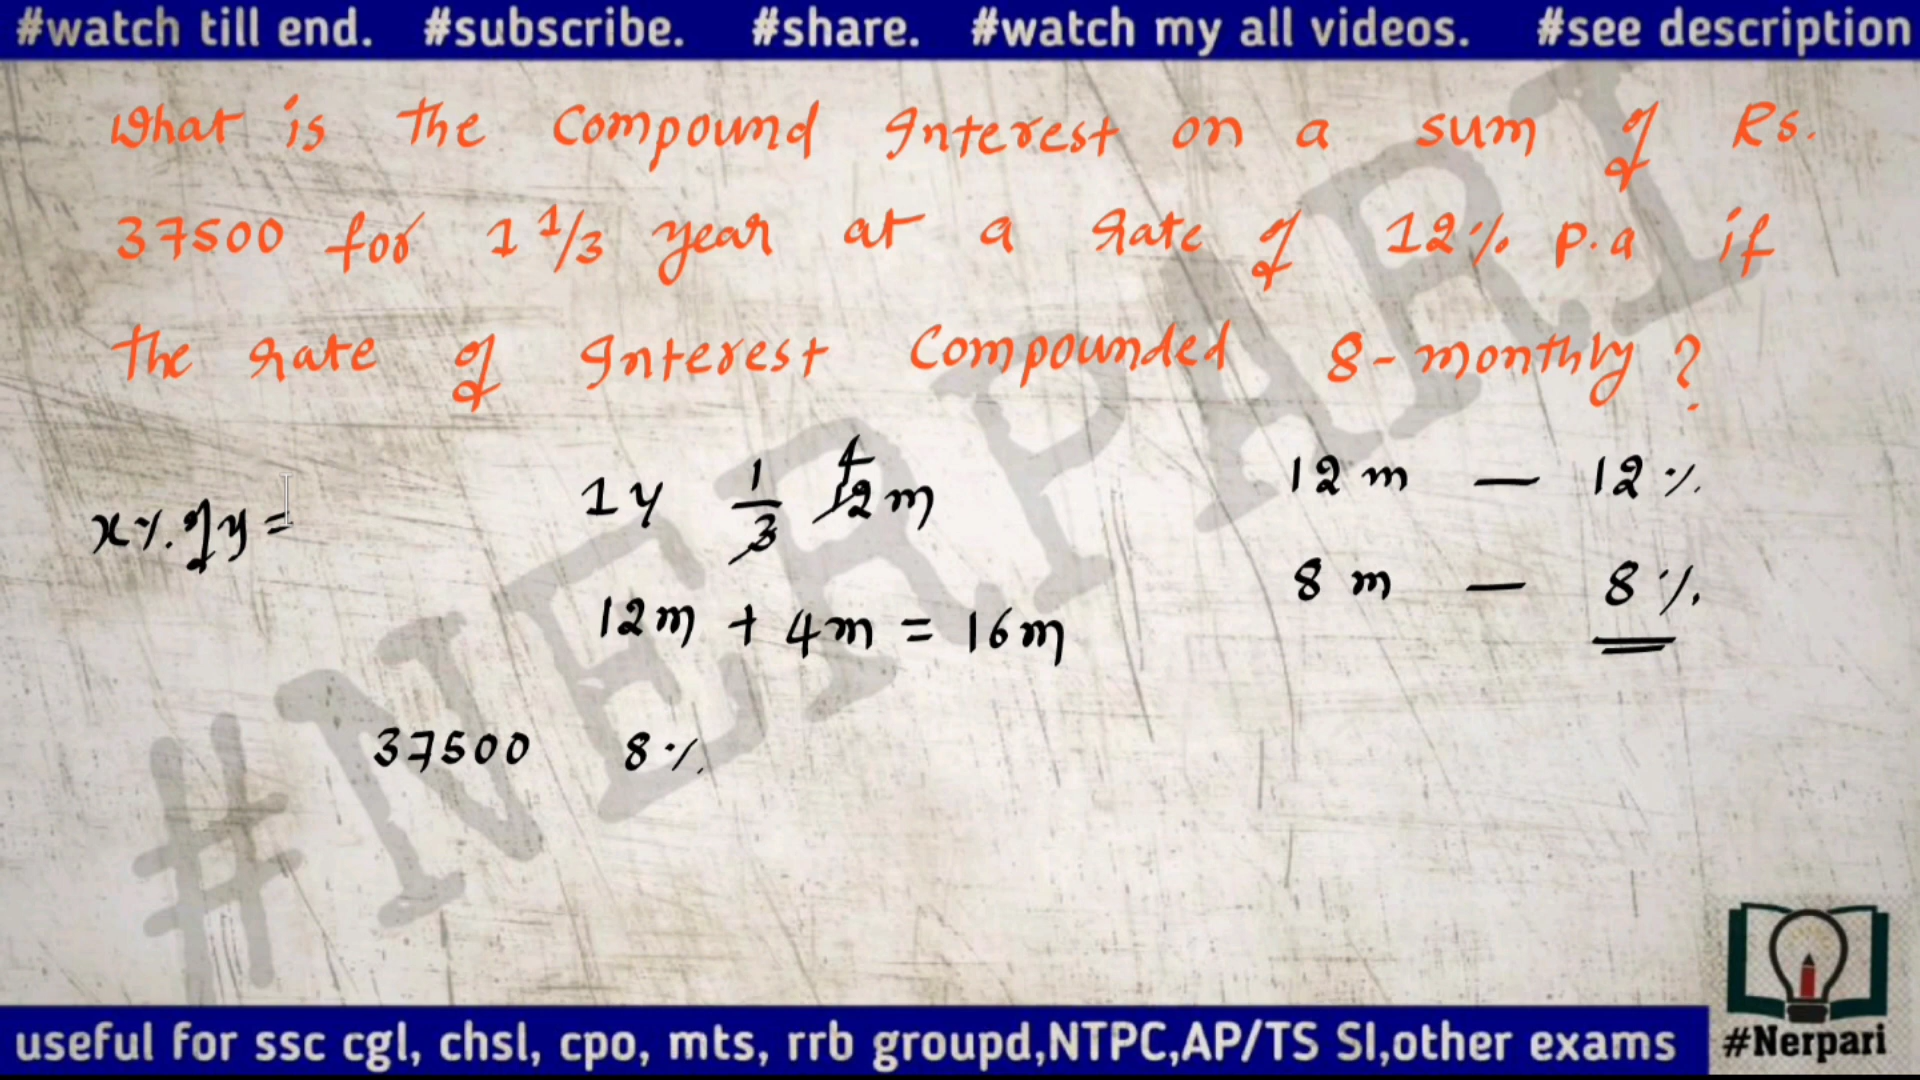 #watch till end. #subscribe. #share. #watch my all videos. #see description
What is the Compound Interest on a sum of Rs.
37500 for 1 1/3 year at a rate of 12% p.a if
the rate of Interest Compounded 8-monthly?
x% of y =
1y 1/3 12m 4
12m + 4m = 16m
12m — 12%
8m — 8%
37500 8%
#NERPARI
useful for ssc cgl, chsl, cpo, mts, rrb groupd,NTPC,AP/TS SI,other exams
#Nerpari